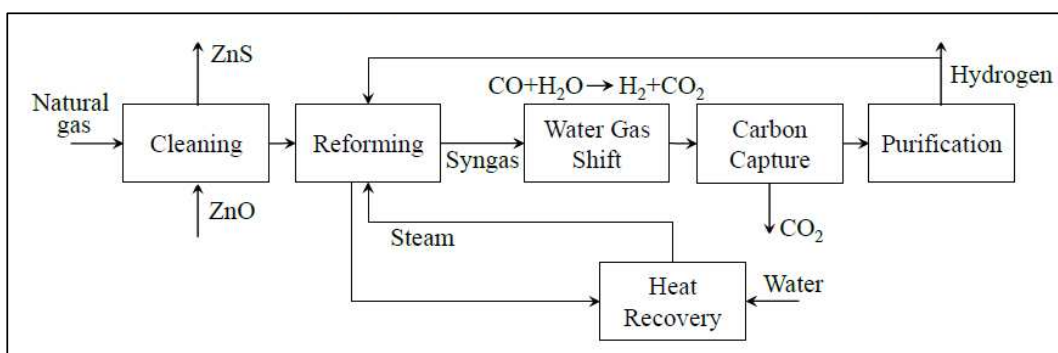 ZnS
Hydrogen
CO+H₂O→H₂+CO₂
Natural
gas
Cleaning
Reforming
Syngas
Water Gas
Shift
Carbon
Capture
Purification
ZnO
Steam
CO₂
Heat
Recovery
Water